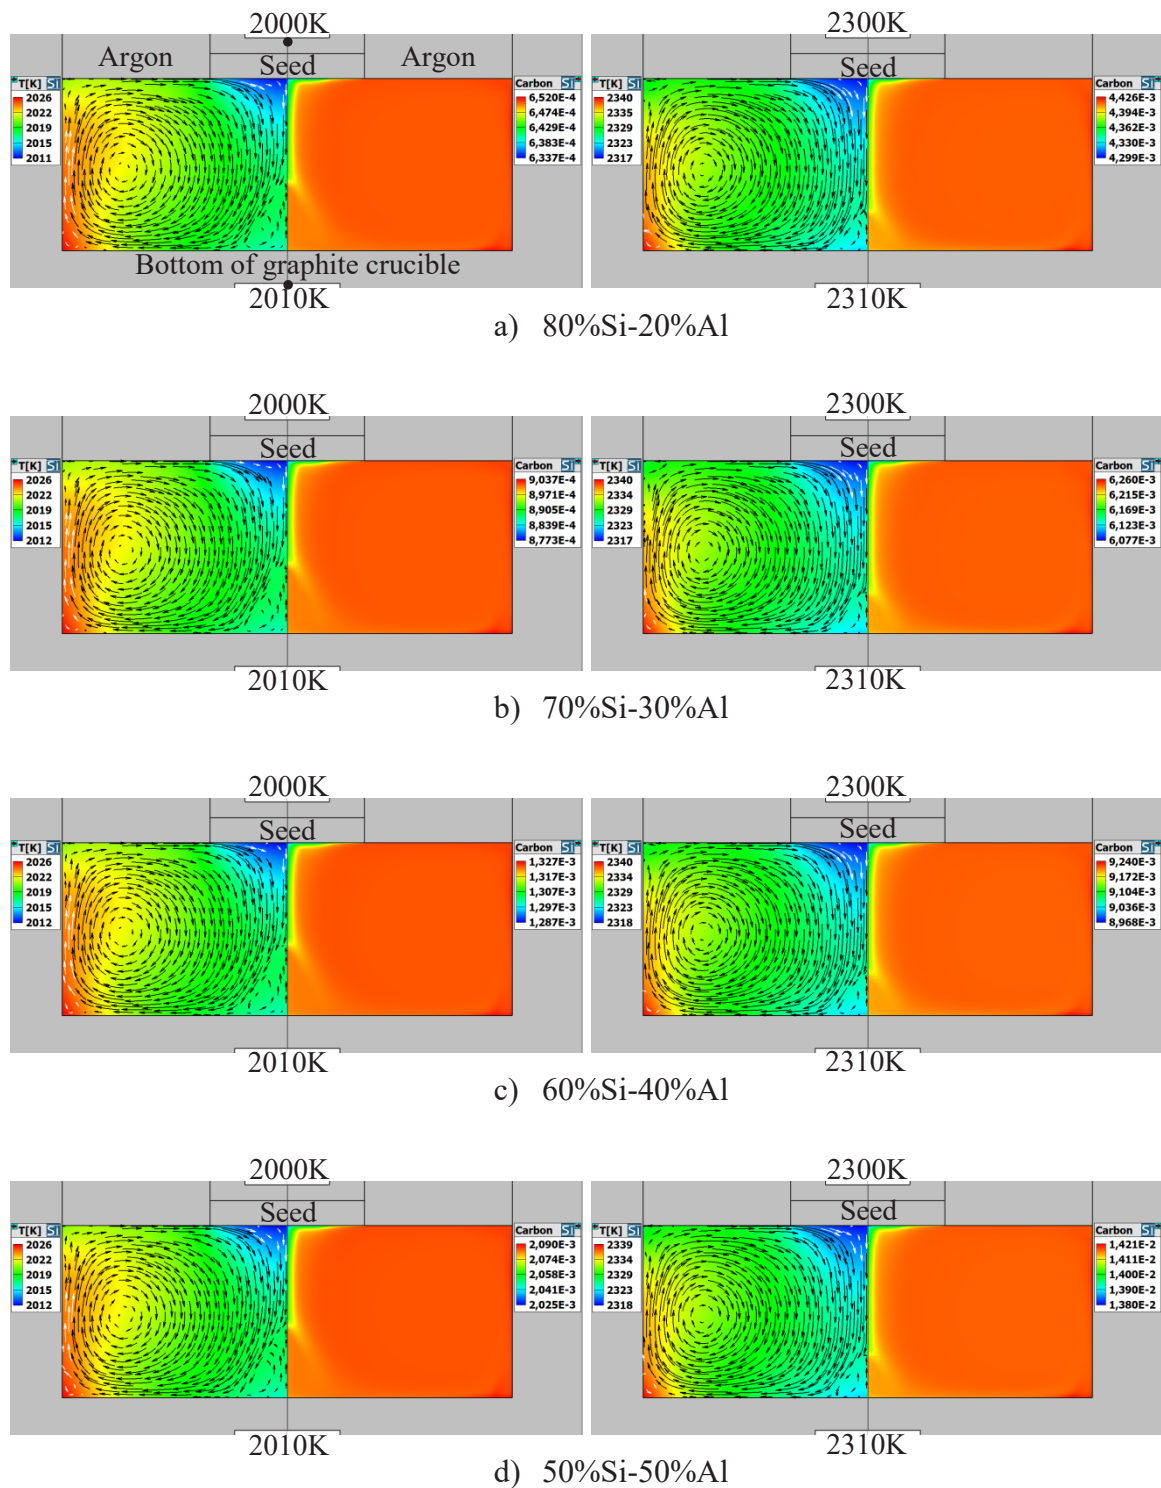 2000K
2300K
Argon
Seed
Argon
Seed
T[K] Si
2026
2022
2019
2015
2011
Carbon Si
6,520E-4
6,474E-4
6,429E-4
6,383E-4
6,337E-4
T[K] Si
2340
2335
2329
2323
2317
Carbon Si
4,426E-3
4,394E-3
4,362E-3
4,330E-3
4,299E-3
Bottom of graphite crucible
2010K
2310K
a) 80%Si-20%Al
2000K
2300K
Seed
Seed
T[K] Si
2026
2022
2019
2015
2012
Carbon Si
9,037E-4
8,971E-4
8,905E-4
8,839E-4
8,773E-4
T[K] Si
2340
2334
2329
2323
2317
Carbon Si
6,260E-3
6,215E-3
6,169E-3
6,123E-3
6,077E-3
2010K
2310K
b) 70%Si-30%Al
2000K
2300K
Seed
Seed
T[K] Si
2026
2022
2019
2015
2012
Carbon Si
1,327E-3
1,317E-3
1,307E-3
1,297E-3
1,287E-3
T[K] Si
2340
2334
2329
2323
2318
Carbon Si
9,240E-3
9,172E-3
9,104E-3
9,036E-3
8,968E-3
2010K
2310K
c) 60%Si-40%Al
2000K
2300K
Seed
Seed
T[K] Si
2026
2022
2019
2015
2012
Carbon Si
2,090E-3
2,074E-3
2,058E-3
2,041E-3
2,025E-3
T[K] Si
2339
2334
2329
2323
2318
Carbon Si
1,421E-2
1,411E-2
1,400E-2
1,390E-2
1,380E-2
2010K
2310K
d) 50%Si-50%Al